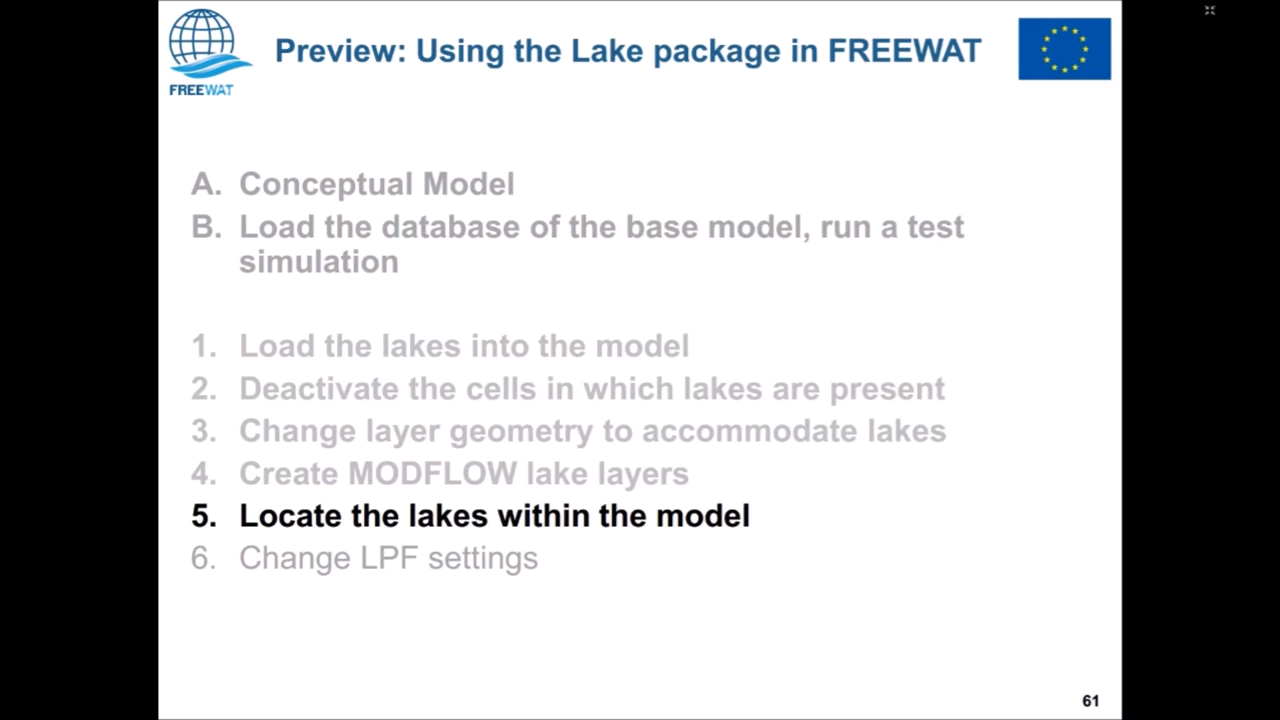 Preview: Using the Lake package in FREEWAT
FREEWAT
A. Conceptual Model
B. Load the database of the base model, run a test
simulation
1. Load the lakes into the model
2. Deactivate the cells in which lakes are present
3. Change layer geometry to accommodate lakes
4. Create MODFLOW lake layers
5. Locate the lakes within the model
6. Change LPF settings
61